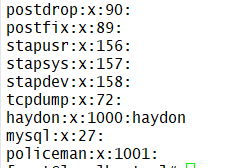 postdrop:x:90:
postfix:x:89:
stapusr:x:156:
stapsys:x:157:
stapdev:x:158:
tcpdump:x:72:
haydon:x:1000:haydon
mysql:x:27:
policeman:x:1001: